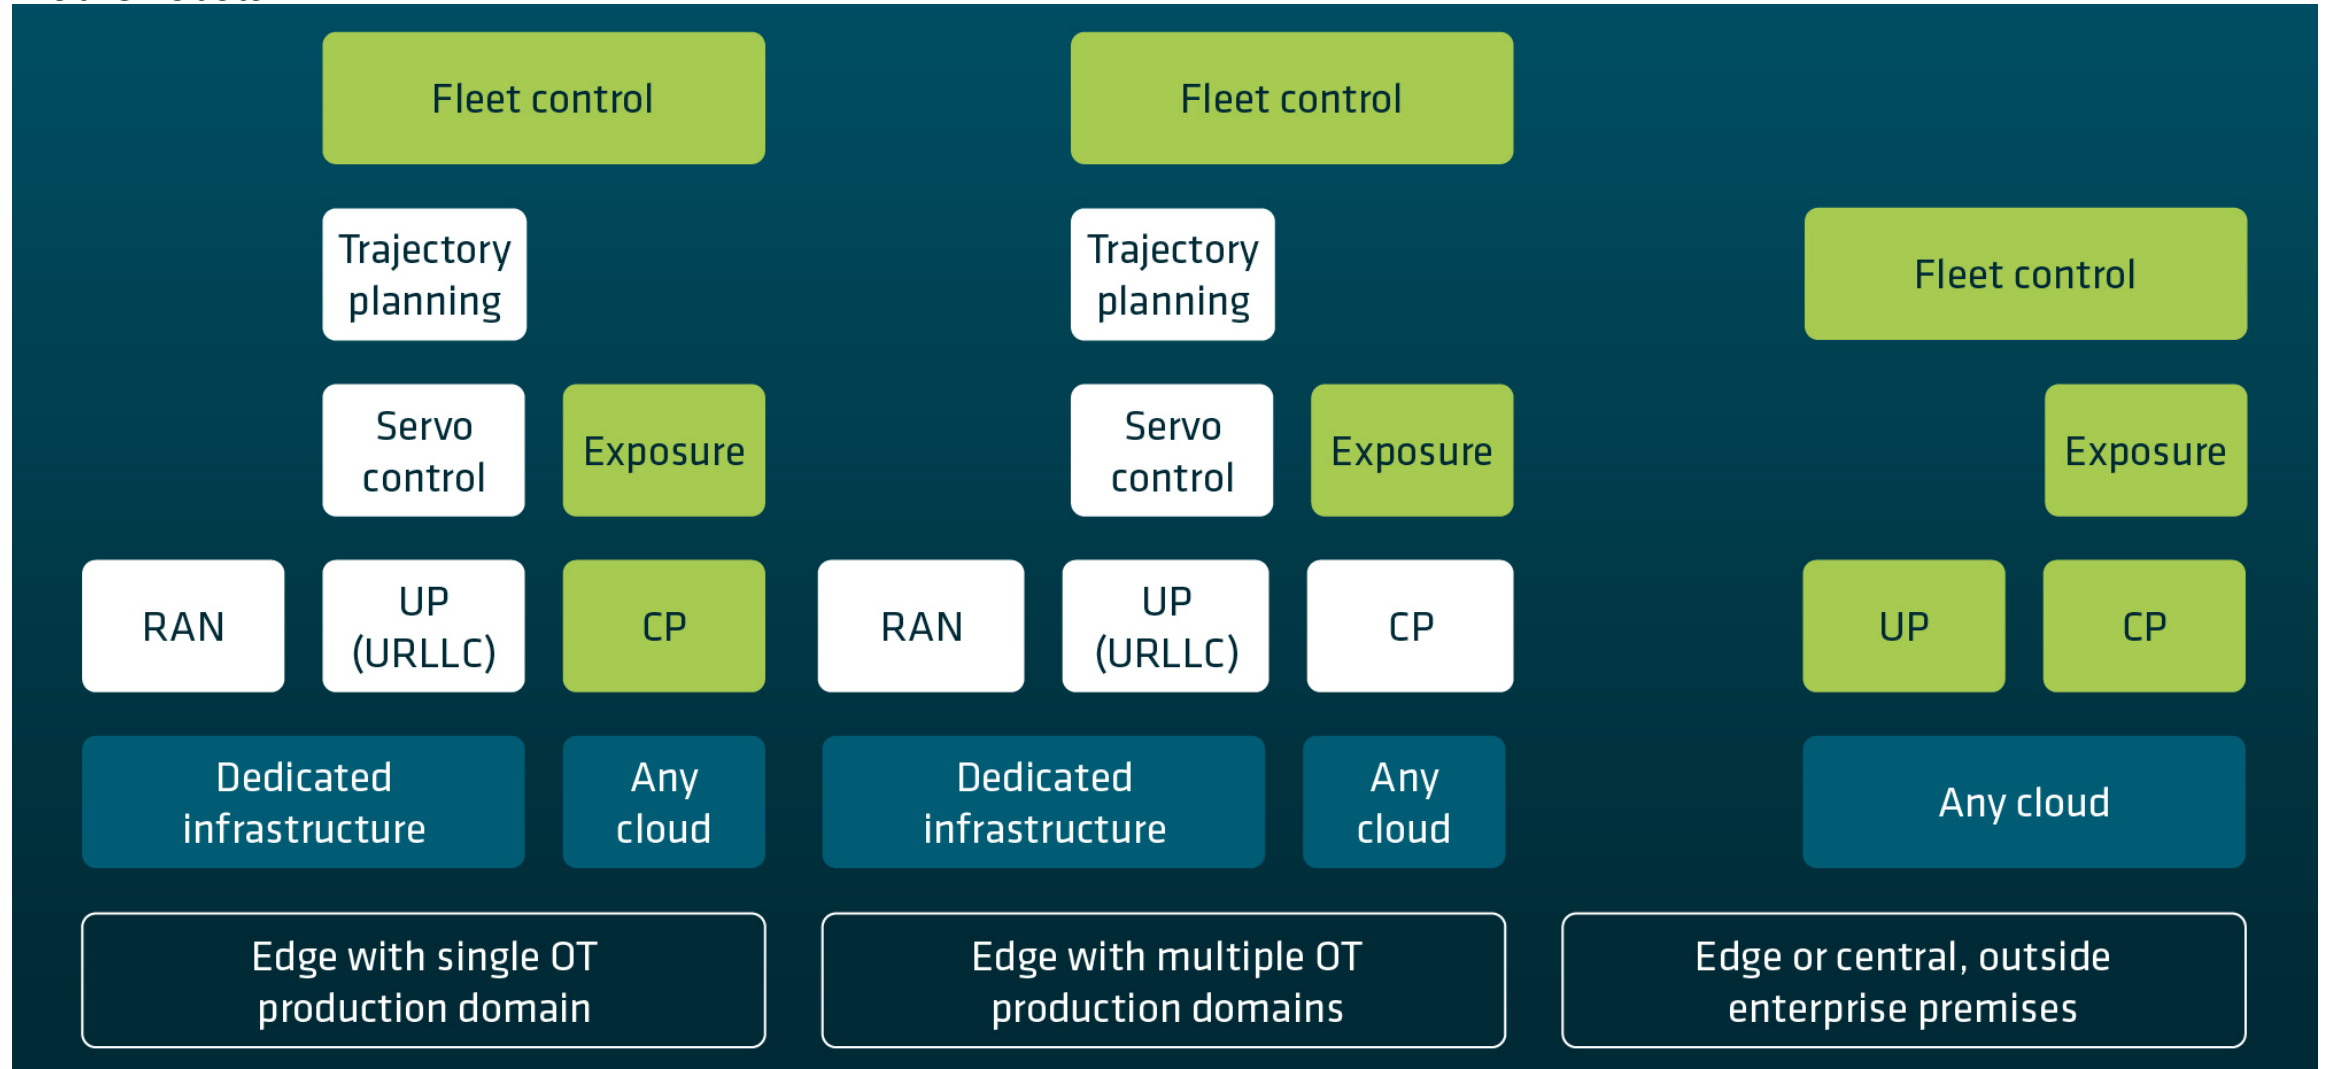 Fleet control
Fleet control
Trajectory
planning
Trajectory
planning
Fleet control
Servo
control
Exposure
Servo
control
Exposure
Exposure
RAN
UP
(URLLC)
CP
RAN
UP
(URLLC)
CP
UP
CP
Dedicated
infrastructure
Any
cloud
Dedicated
infrastructure
Any
cloud
Any cloud
Edge with single OT
production domain
Edge with multiple OT
production domains
Edge or central, outside
enterprise premises